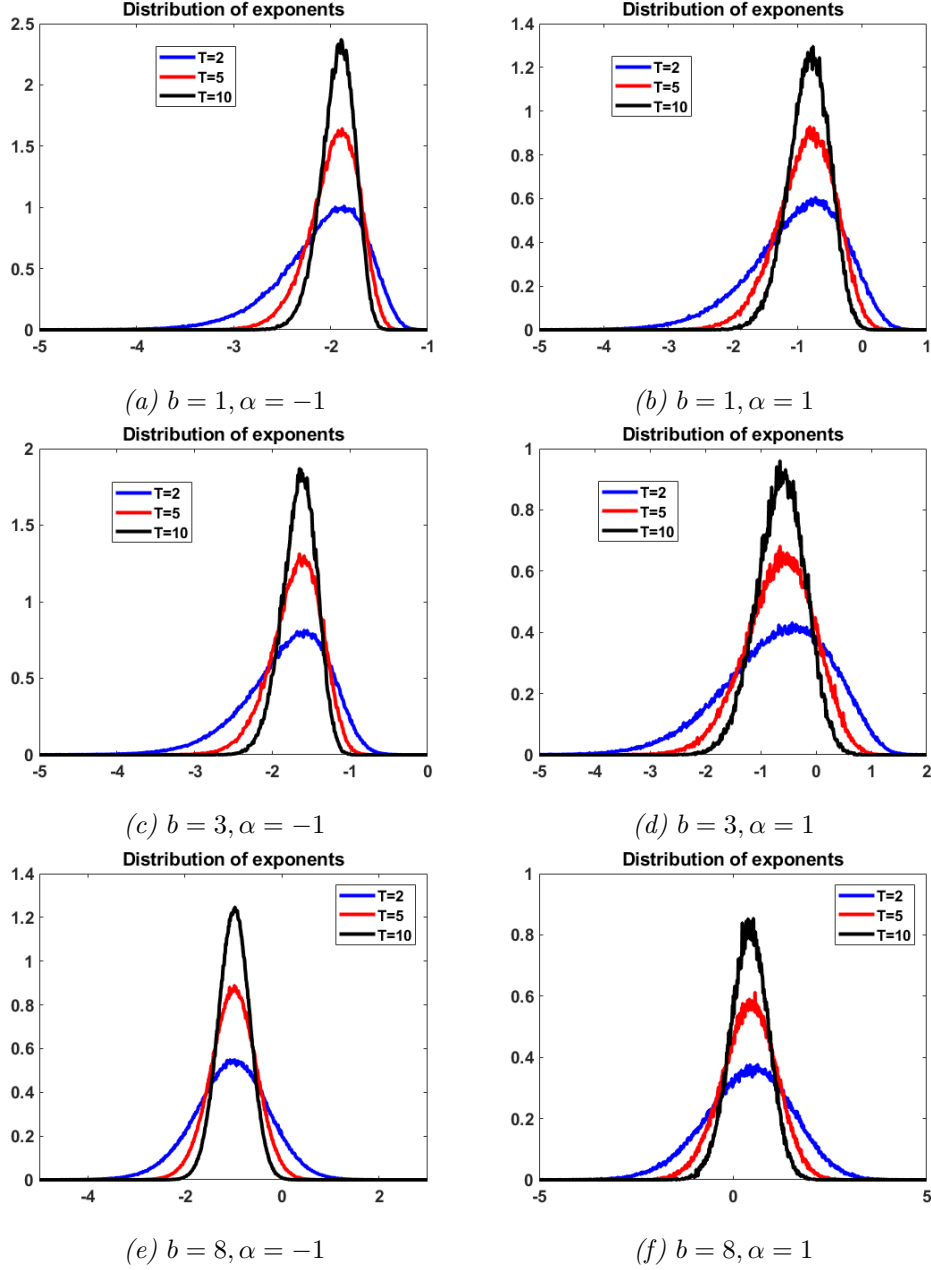 Distribution of exponents
2.5
2
1.5
1
0.5
0
-5 -4 -3 -2 -1
T=2
T=5
T=10
(a) b = 1, α = −1
Distribution of exponents
1.4
1.2
1
0.8
0.6
0.4
0.2
0
-5 -4 -3 -2 -1 0 1
T=2
T=5
T=10
(b) b = 1, α = 1
Distribution of exponents
2
1.5
1
0.5
0
-5 -4 -3 -2 -1 0
T=2
T=5
T=10
(c) b = 3, α = −1
Distribution of exponents
1
0.8
0.6
0.4
0.2
0
-5 -4 -3 -2 -1 0 1 2
T=2
T=5
T=10
(d) b = 3, α = 1
Distribution of exponents
1.4
1.2
1
0.8
0.6
0.4
0.2
0
-4 -2 0 2
T=2
T=5
T=10
(e) b = 8, α = −1
Distribution of exponents
1
0.8
0.6
0.4
0.2
0
-5 0 5
T=2
T=5
T=10
(f) b = 8, α = 1